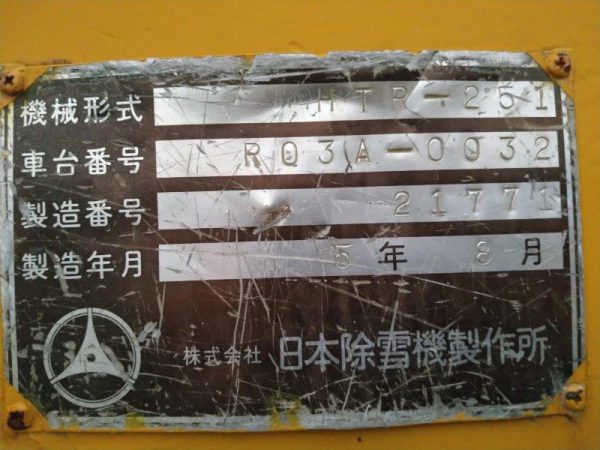 機械形式 HTR-251
車台番号 RQ3A-0032
製造番号 21771
製造年月 5年 8月
株式会社 日本除雪機製作所